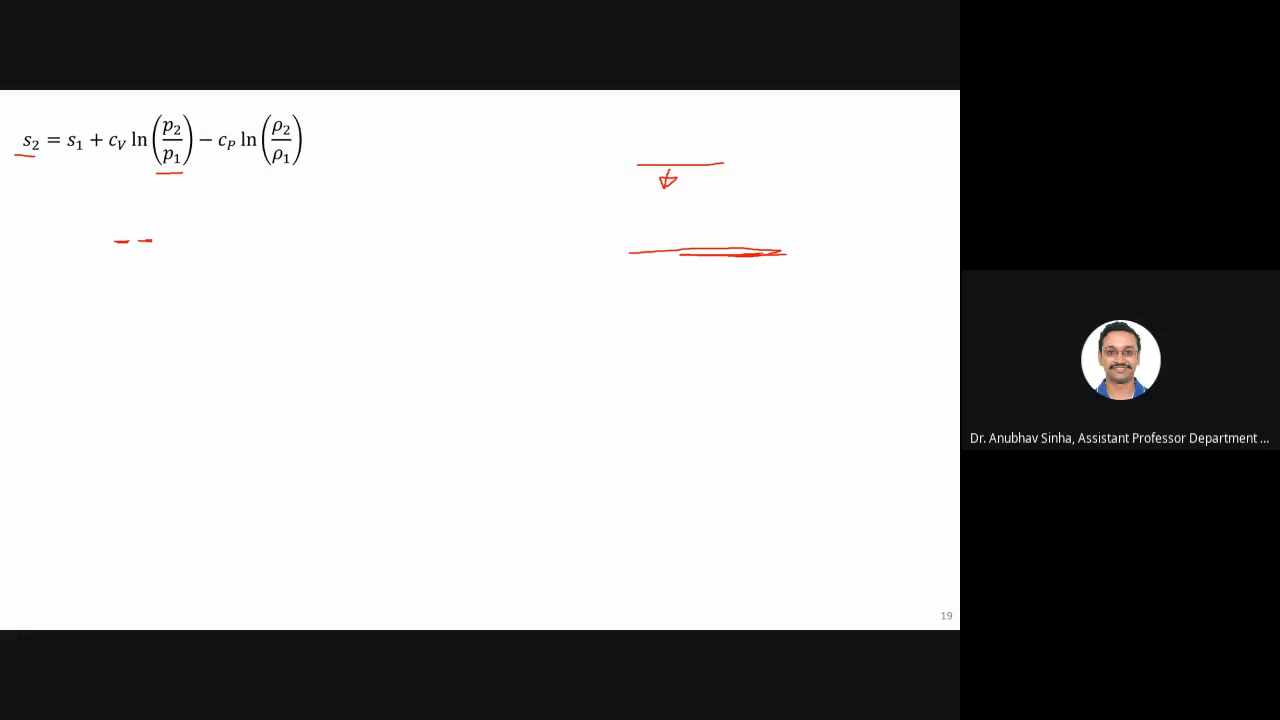 s₂ = s₁ + c_V ln(p₂/p₁) − c_P ln(ρ₂/ρ₁)
Dr. Anubhav Sinha, Assistant Professor Department ...
19